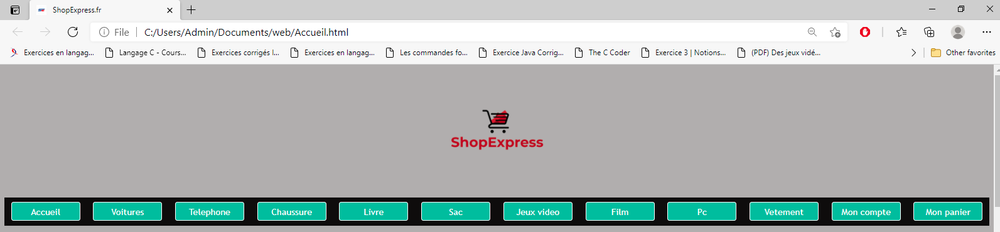 ShopExpress.fr
File C:/Users/Admin/Documents/web/Accueil.html
Exercices en langag... Langage C - Cours... Exercices corrigés l... Exercices en langag... Les commandes fo... Exercice Java Corrig... The C Coder Exercice 3 | Notions... (PDF) Des jeux vidé... Other favorites
ShopExpress
Accueil Voitures Telephone Chaussure Livre Sac Jeux video Film Pc Vetement Mon compte Mon panier